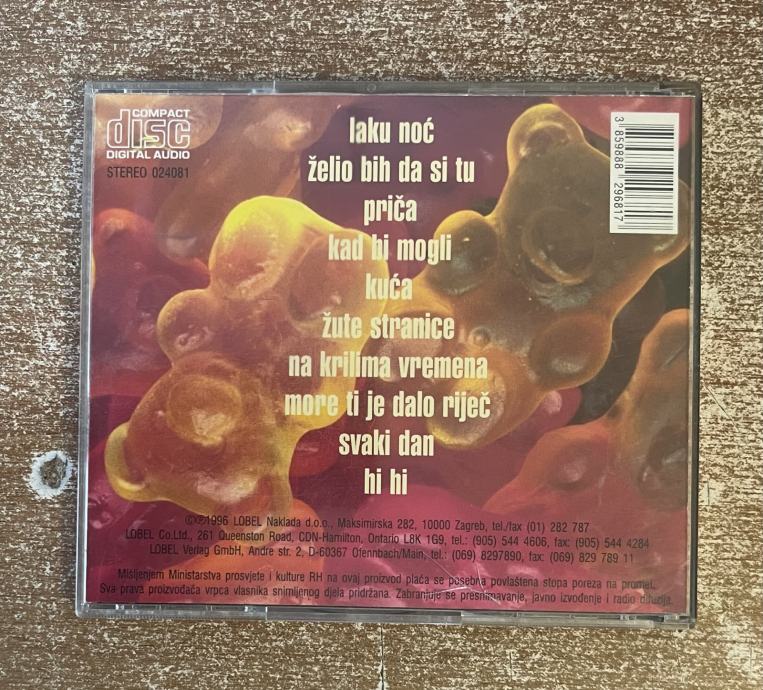 COMPACT
disc
DIGITAL AUDIO
STEREO 024081
laku noć
želio bih da si tu
priča
kad bi mogli
kuća
žute stranice
na krilima vremena
more ti je dalo riječ
svaki dan
hi hi
3 859888 296817
©℗1996 LOBEL Naklada d.o.o., Maksimirska 282, 10000 Zagreb, tel./fax (01) 282 787
LOBEL Co.Ltd., 261 Queenston Road, CDN-Hamilton, Ontario L8K 1G9, tel.: (905) 544 4606, fax: (905) 544 4284
LOBEL Verlag GmbH, Andre str. 2, D-60367 Ofennbach/Main, tel.: (069) 8297890, fax: (069) 829 789 11
Mišljenjem Ministarstva prosvjete i kulture RH na ovaj proizvod plaća se posebna povlaštena stopa poreza na promet.
Sva prava proizvođača vrpca vlasnika snimljenog djela pridržana. Zabranjuje se presnimavanje, javno izvođenje i radio difuzija.